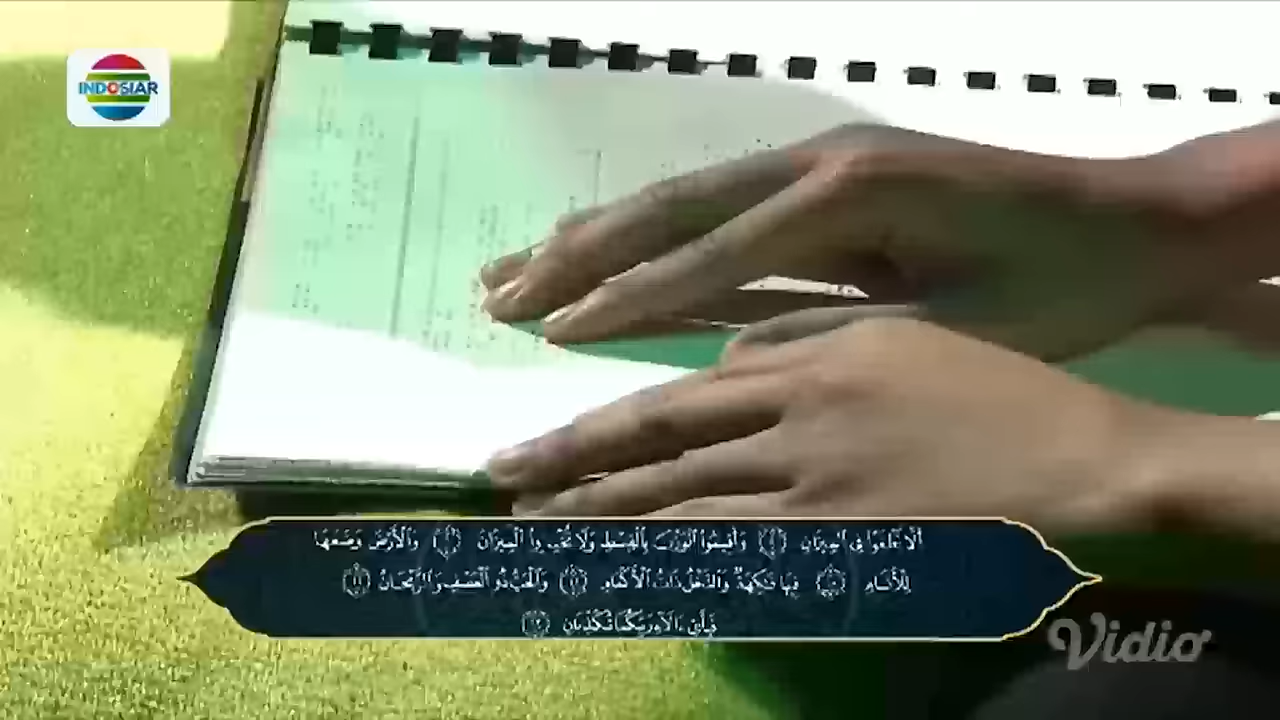 INDOSIAR
أَلَّا تَطْغَوْا فِي الْمِيزَانِ ﴿٨﴾ وَأَقِيمُوا الْوَزْنَ بِالْقِسْطِ وَلَا تُخْسِرُوا الْمِيزَانَ ﴿٩﴾ وَالْأَرْضَ وَضَعَهَا
لِلْأَنَامِ ﴿١٠﴾ فِيهَا فَاكِهَةٌ وَالنَّخْلُ ذَاتُ الْأَكْمَامِ ﴿١١﴾ وَالْحَبُّ ذُو الْعَصْفِ وَالرَّيْحَانُ ﴿١٢﴾
فَبِأَيِّ آلَاءِ رَبِّكُمَا تُكَذِّبَانِ ﴿١٣﴾
Vidio